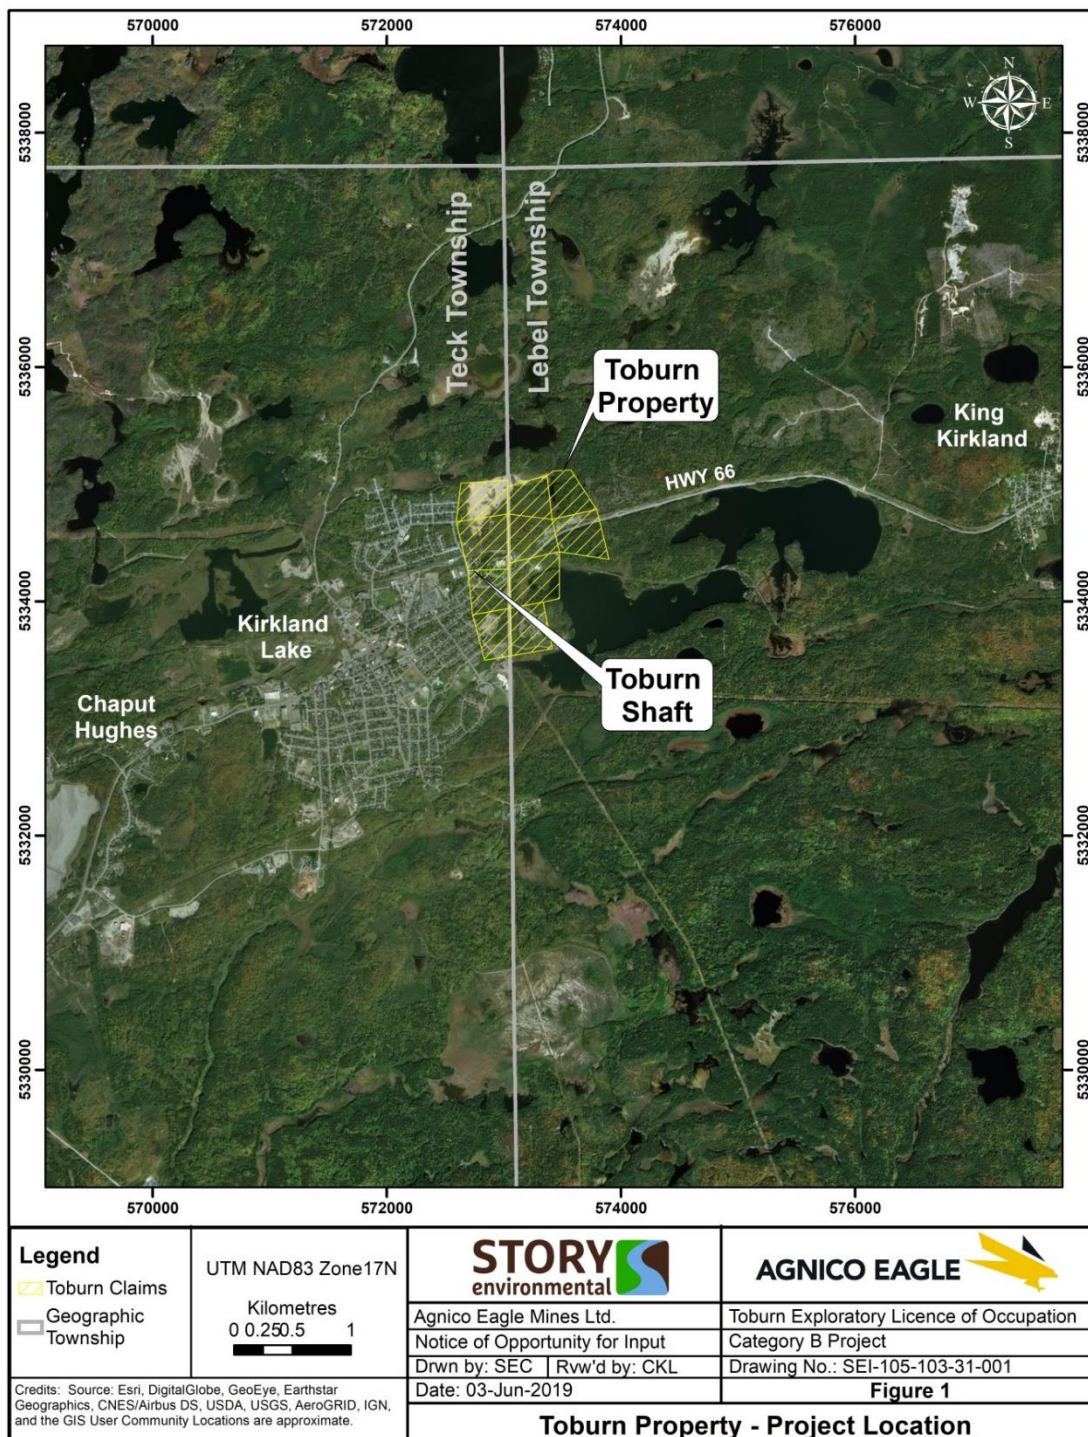 570000
572000
574000
576000
5338000
5338000
N
W
E
S
Teck Township
Lebel Township
5336000
5336000
Toburn
Property
King
Kirkland
HWY 66
5334000
5334000
Kirkland
Lake
Toburn
Shaft
Chaput
Hughes
5332000
5332000
5330000
5330000
570000
572000
574000
576000
Legend
Toburn Claims
Geographic
Township
UTM NAD83 Zone17N
Kilometres
0 0.250.5 1
Credits: Source: Esri, DigitalGlobe, GeoEye, Earthstar
Geographics, CNES/Airbus DS, USDA, USGS, AeroGRID, IGN,
and the GIS User Community Locations are approximate.
STORY
environmental
AGNICO EAGLE
Agnico Eagle Mines Ltd.
Toburn Exploratory Licence of Occupation
Notice of Opportunity for Input
Category B Project
Drwn by: SEC
Rvw'd by: CKL
Drawing No.: SEI-105-103-31-001
Date: 03-Jun-2019
Figure 1
Toburn Property - Project Location